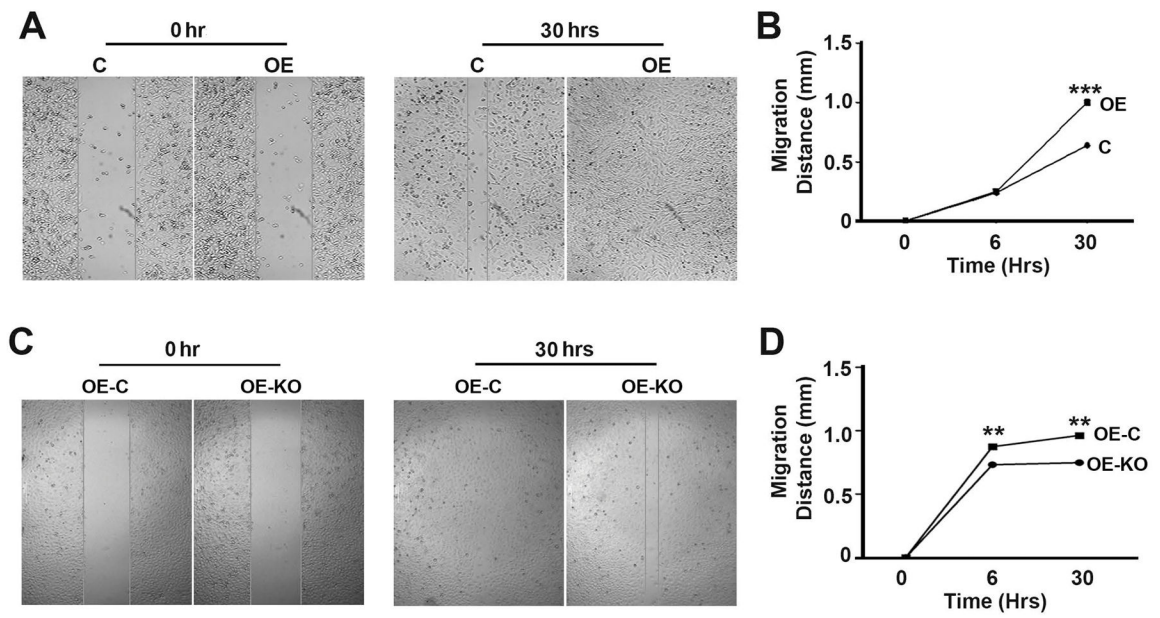 A
0 hr
C
OE
30 hrs
C
OE
B
Migration
Distance (mm)
1.5
1.0
0.5
0
***
OE
C
0
6
30
Time (Hrs)
C
0 hr
OE-C
OE-KO
30 hrs
OE-C
OE-KO
D
Migration
Distance (mm)
1.5
1.0
0.5
0
**
**
OE-C
OE-KO
0
6
30
Time (Hrs)